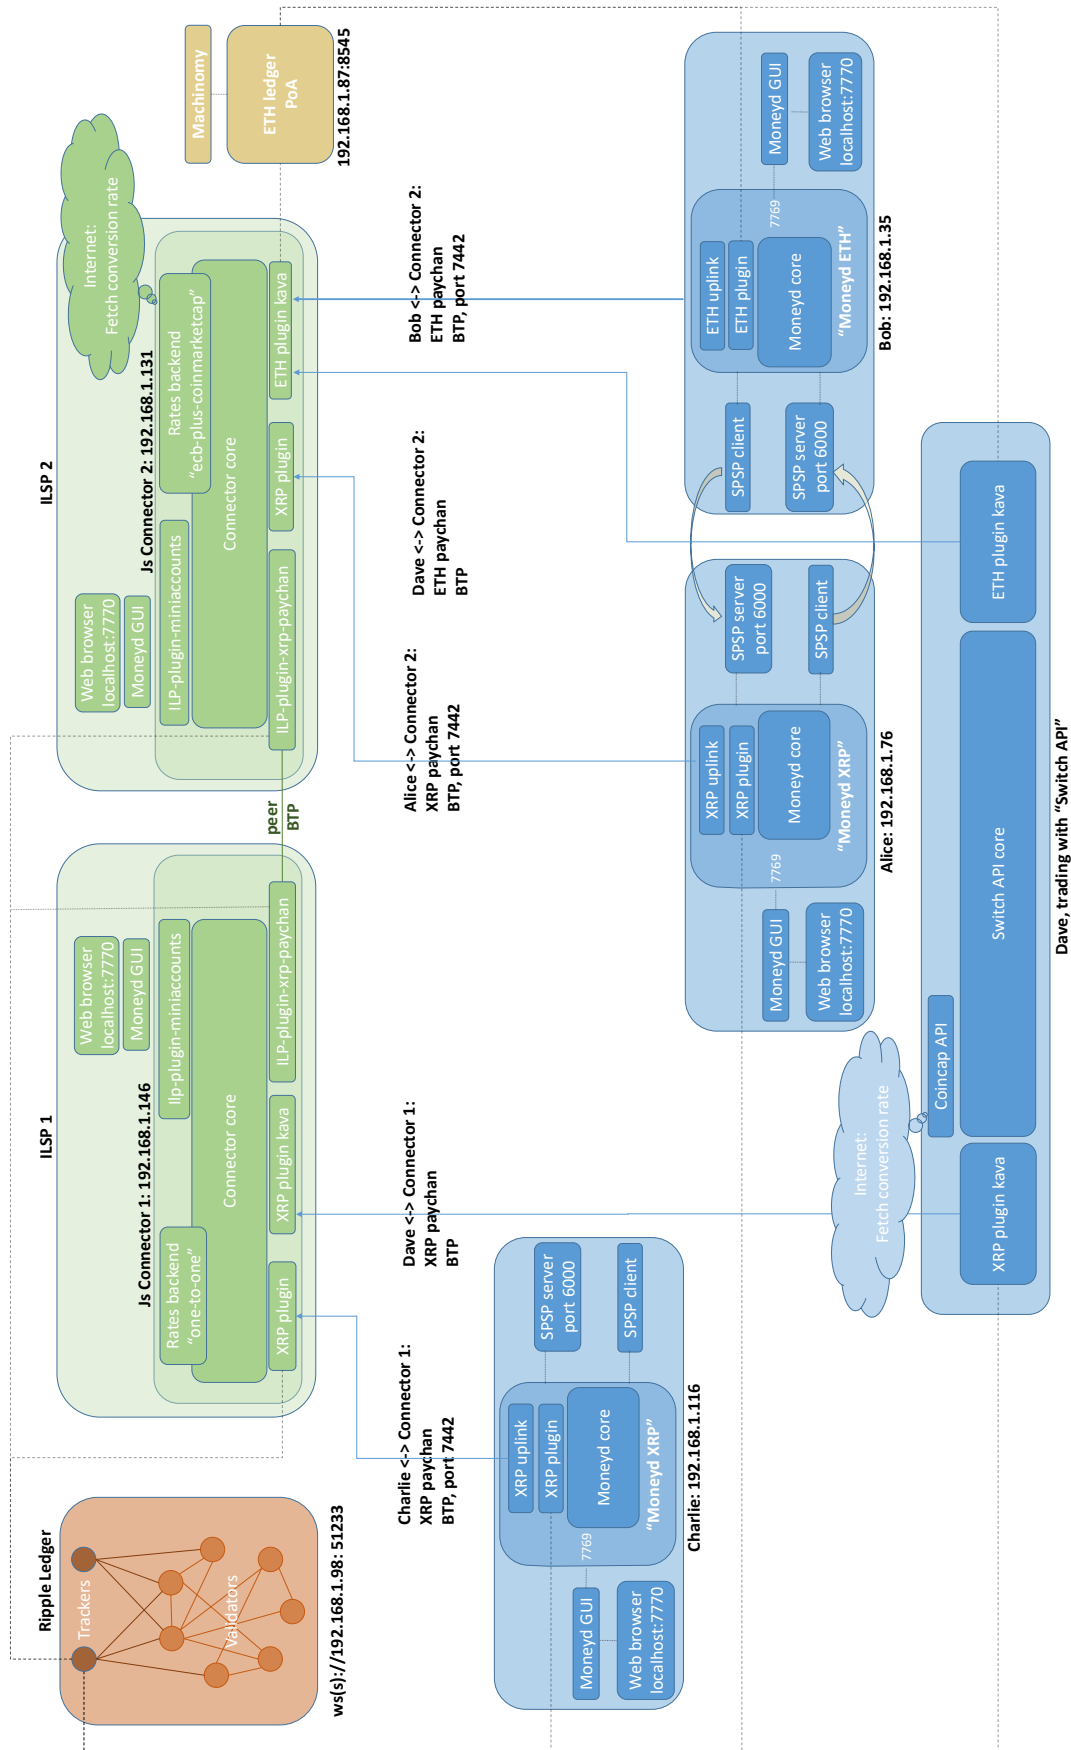 Ripple Ledger
Trackers
Validators
ws(s)://192.168.1.98: 51233
ILSP 1
Js Connector 1: 192.168.1.146
Web browser
localhost:7770
Moneyd GUI
Rates backend
"one-to-one"
Ilp-plugin-miniaccounts
Connector core
XRP plugin
XRP plugin kava
ILP-plugin-xrp-paychan
peer
BTP
ILSP 2
Js Connector 2: 192.168.1.131
Web browser
localhost:7770
Moneyd GUI
ILP-plugin-miniaccounts
Rates backend
"ecb-plus-coinmarketcap"
Connector core
ILP-plugin-xrp-paychan
XRP plugin
ETH plugin kava
Internet:
Fetch conversion rate
Machinomy
ETH ledger
PoA
192.168.1.87:8545
Charlie <-> Connector 1:
XRP paychan
BTP, port 7442
Dave <-> Connector 1:
XRP paychan
BTP
Alice <-> Connector 2:
XRP paychan
BTP, port 7442
Dave <-> Connector 2:
ETH paychan
BTP
Bob <-> Connector 2:
ETH paychan
BTP, port 7442
XRP uplink
XRP plugin
Moneyd core
"Moneyd XRP"
7769
Moneyd GUI
Web browser
localhost:7770
SPSP server
port 6000
SPSP client
Charlie: 192.168.1.116
XRP uplink
XRP plugin
Moneyd core
"Moneyd XRP"
7769
Moneyd GUI
Web browser
localhost:7770
SPSP server
port 6000
SPSP client
Alice: 192.168.1.76
SPSP client
SPSP server
port 6000
ETH uplink
ETH plugin
Moneyd core
"Moneyd ETH"
7769
Moneyd GUI
Web browser
localhost:7770
Bob: 192.168.1.35
Internet:
Fetch conversion rate
Coincap API
XRP plugin kava
Switch API core
ETH plugin kava
Dave, trading with "Switch API"